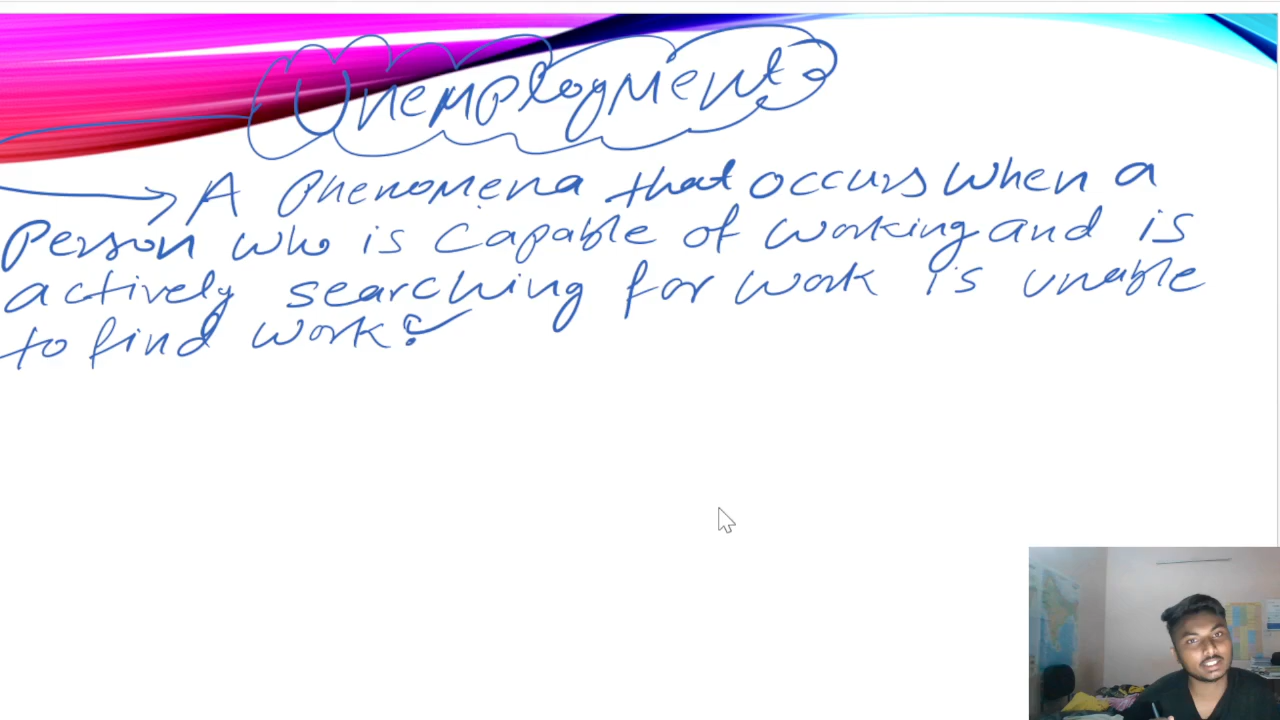 Unemployment
A Phenomena that occurs when a
Person who is capable of working and is
actively searching for work is unable
to find work.